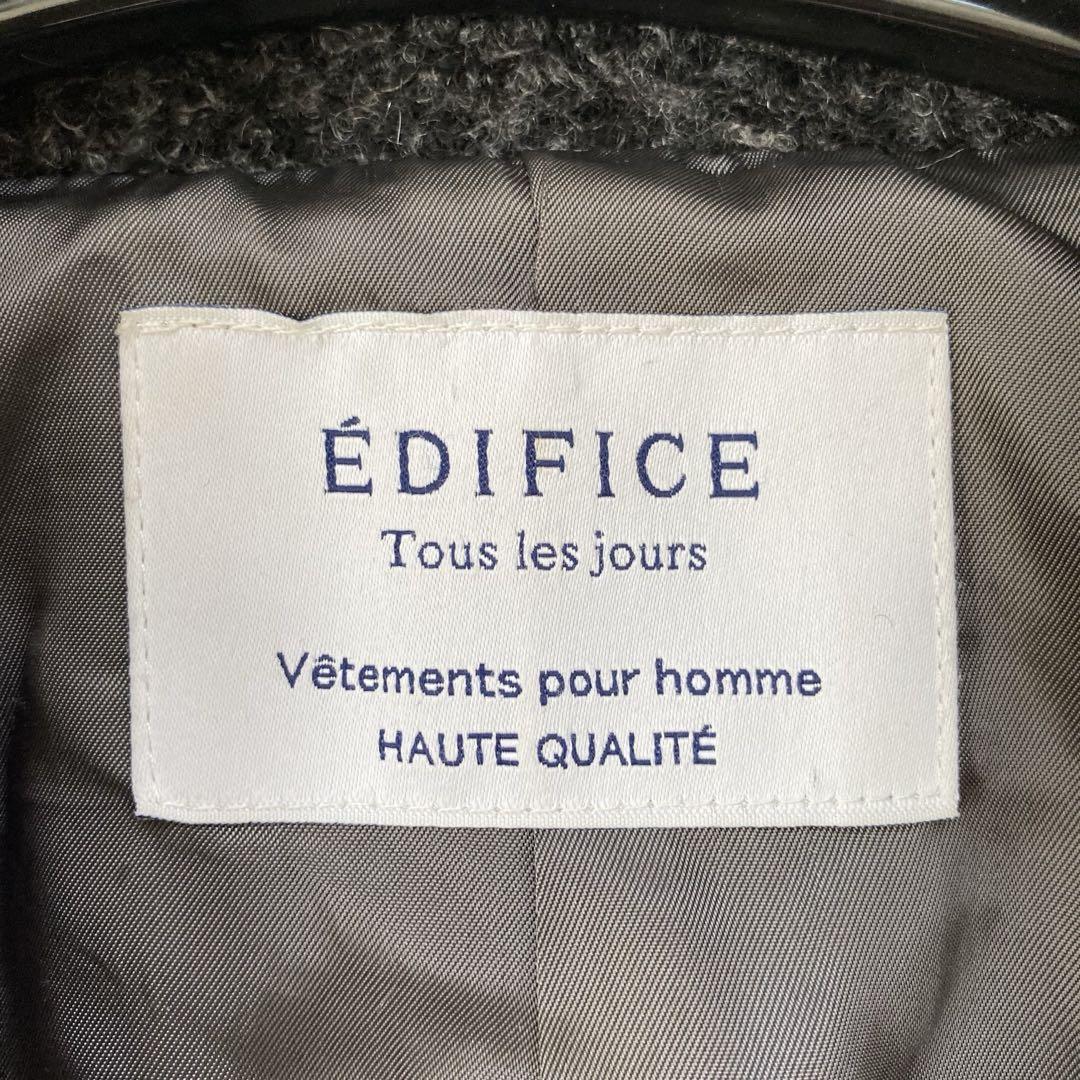 ÉDIFICE
Tous les jours
Vêtements pour homme
HAUTE QUALITÉ